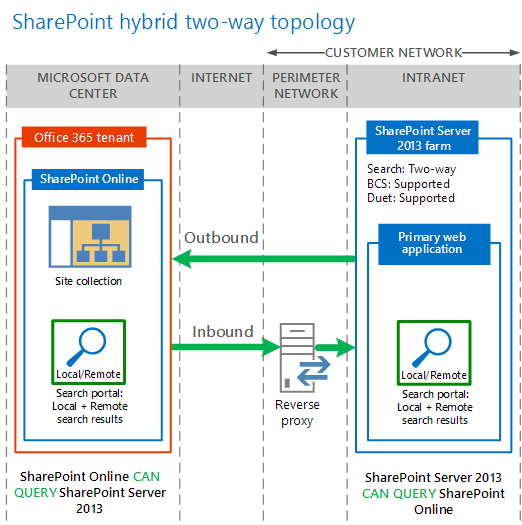 SharePoint hybrid two-way topology
CUSTOMER NETWORK
MICROSOFT DATA
CENTER
INTERNET
PERIMETER
NETWORK
INTRANET
Office 365 tenant
SharePoint Online
Site collection
Local/Remote
Search portal:
Local + Remote
search results
SharePoint Online CAN
QUERY SharePoint Server
2013
Outbound
Inbound
Reverse
proxy
SharePoint Server
2013 farm
Search: Two-way
BCS: Supported
Duet: Supported
Primary web
application
Local/Remote
Search portal:
Local + Remote
search results
SharePoint Server 2013
CAN QUERY SharePoint
Online